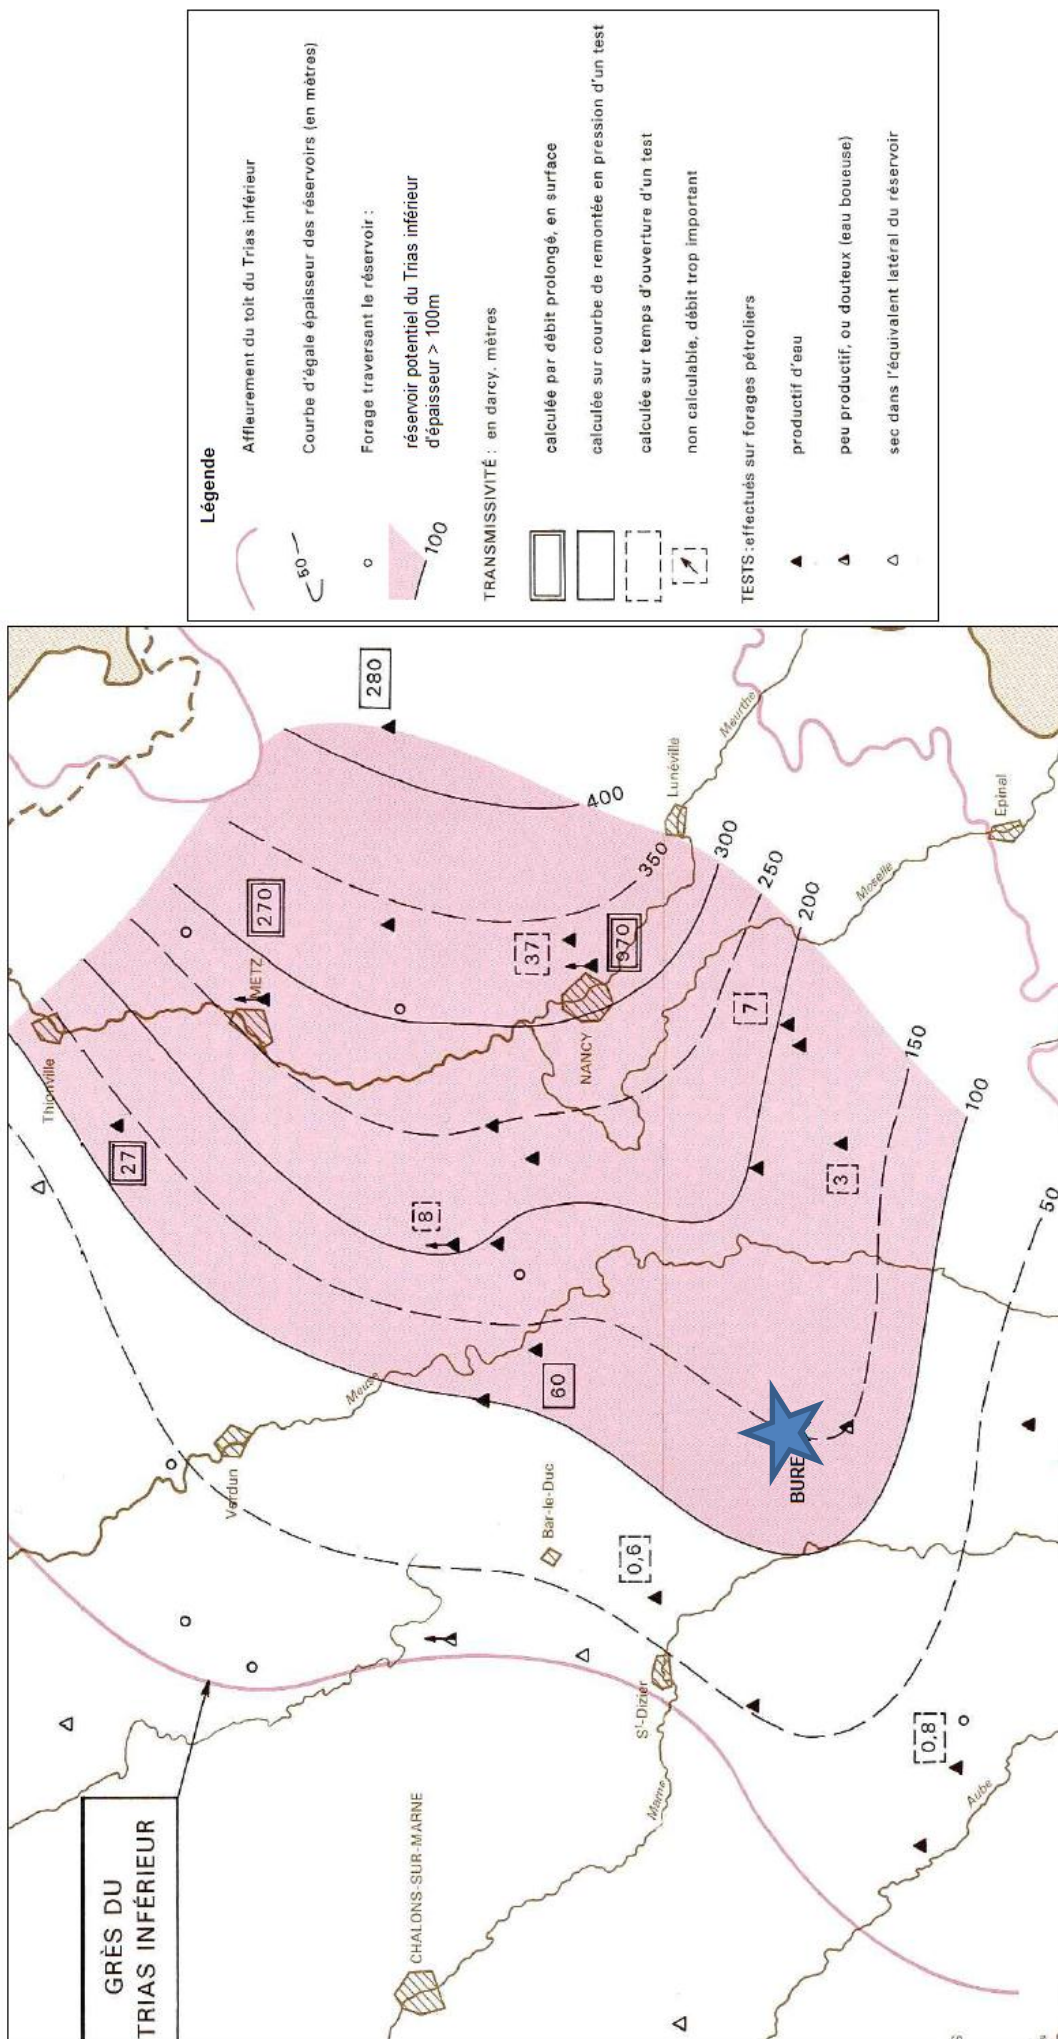 GRÈS DU
TRIAS INFÉRIEUR
CHALONS-SUR-MARNE
Verdun
Meuse
Bar-le-Duc
Sᵗ-Dizier
Marne
Aube
0,6
0,8
BURE
60
8
27
Thionville
METZ
270
280
37
970
NANCY
7
3
Lunéville
Meurthe
Moselle
Epinal
400
350
300
250
200
150
100
50
Légende
Affleurement du toit du Trias inférieur
50
Courbe d'égale épaisseur des réservoirs (en mètres)
Forage traversant le réservoir :
100
réservoir potentiel du Trias inférieur
d'épaisseur > 100m
TRANSMISSIVITÉ : en darcy. mètres
calculée par débit prolongé, en surface
calculée sur courbe de remontée en pression d'un test
calculée sur temps d'ouverture d'un test
non calculable, débit trop important
TESTS:effectués sur forages pétroliers
productif d'eau
peu productif, ou douteux (eau boueuse)
sec dans l'équivalent latéral du réservoir